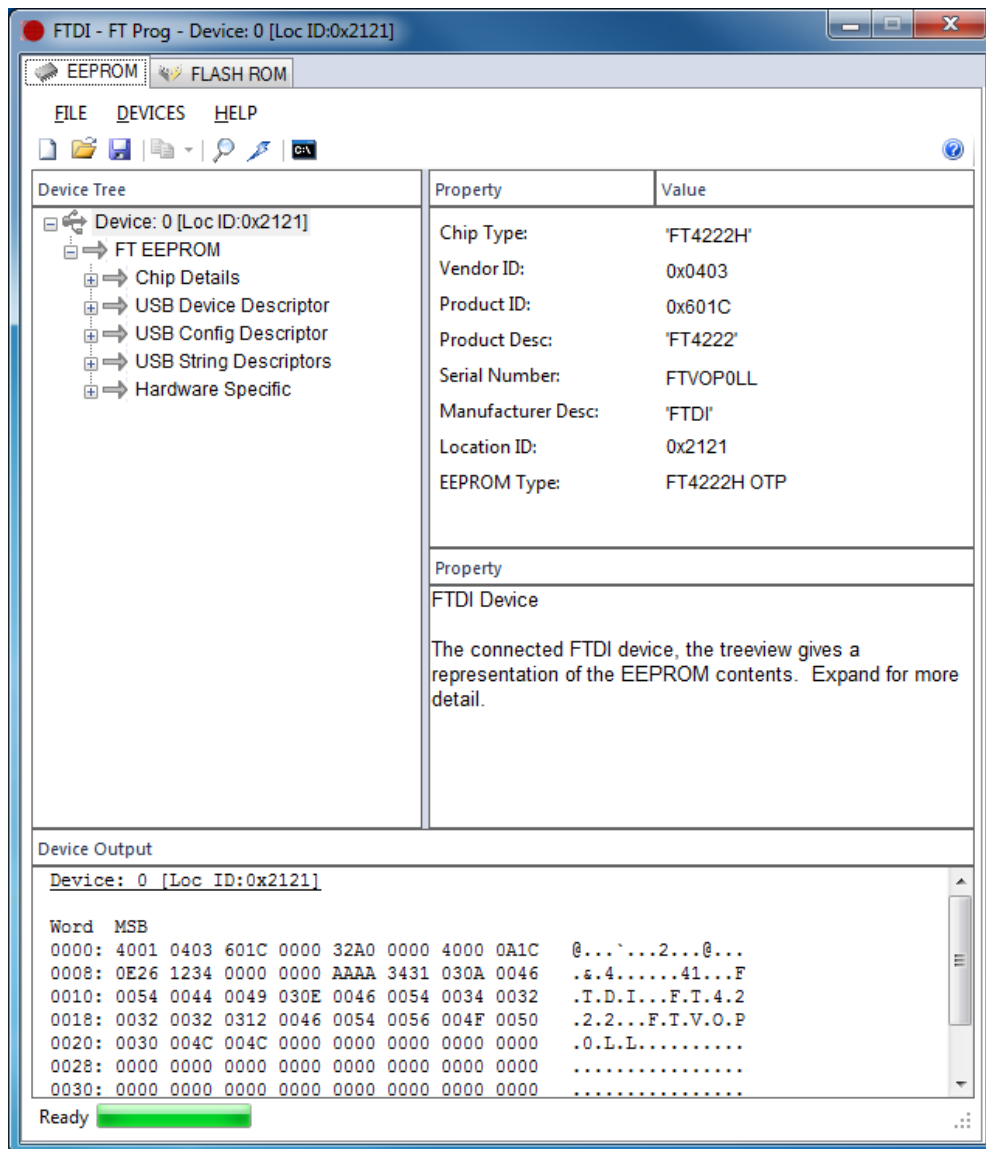 FTDI - FT Prog - Device: 0 [Loc ID:0x2121]
EEPROM FLASH ROM
FILE DEVICES HELP
C:\
Device Tree
Device: 0 [Loc ID:0x2121]
FT EEPROM
Chip Details
USB Device Descriptor
USB Config Descriptor
USB String Descriptors
Hardware Specific
Property Value
Chip Type: 'FT4222H'
Vendor ID: 0x0403
Product ID: 0x601C
Product Desc: 'FT4222'
Serial Number: FTVOP0LL
Manufacturer Desc: 'FTDI'
Location ID: 0x2121
EEPROM Type: FT4222H OTP
Property
FTDI Device
The connected FTDI device, the treeview gives a
representation of the EEPROM contents.  Expand for more
detail.
Device Output
Device: 0 [Loc ID:0x2121]
Word  MSB
0000: 4001 0403 601C 0000 32A0 0000 4000 0A1C   @...`...2...@...
0008: 0E26 1234 0000 0000 AAAA 3431 030A 0046   .&.4......41...F
0010: 0054 0044 0049 030E 0046 0054 0034 0032   .T.D.I...F.T.4.2
0018: 0032 0032 0312 0046 0054 0056 004F 0050   .2.2...F.T.V.O.P
0020: 0030 004C 004C 0000 0000 0000 0000 0000   .0.L.L..........
0028: 0000 0000 0000 0000 0000 0000 0000 0000   ................
0030: 0000 0000 0000 0000 0000 0000 0000 0000   ................
Ready